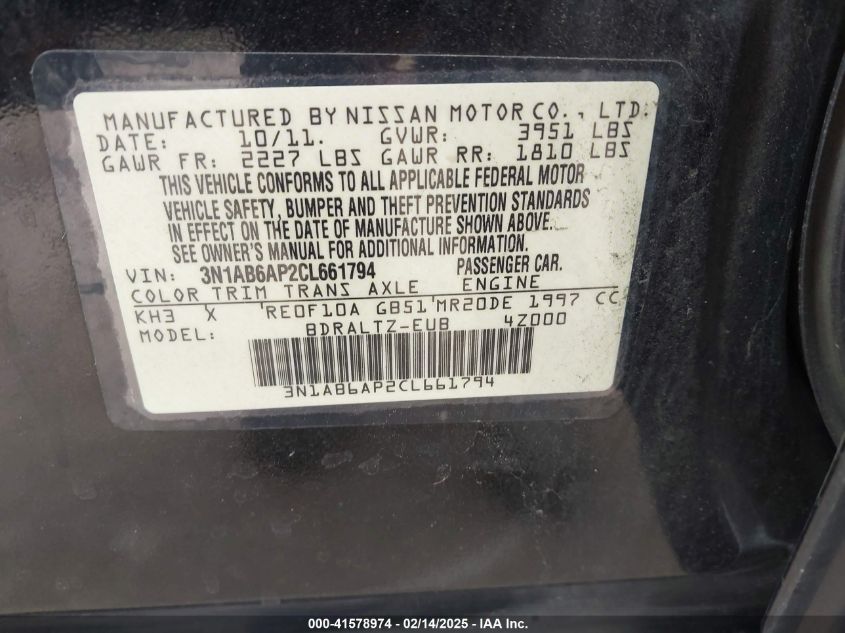 MANUFACTURED BY NISSAN MOTOR CO., LTD.
DATE: 10/11. GVWR: 3951 LBS
GAWR FR: 2227 LBS GAWR RR: 1810 LBS
THIS VEHICLE CONFORMS TO ALL APPLICABLE FEDERAL MOTOR
VEHICLE SAFETY, BUMPER AND THEFT PREVENTION STANDARDS
IN EFFECT ON THE DATE OF MANUFACTURE SHOWN ABOVE.
SEE OWNER'S MANUAL FOR ADDITIONAL INFORMATION.
VIN: 3N1AB6AP2CL661794 PASSENGER CAR.
COLOR TRIM TRANS AXLE ENGINE
KH3 X RE0F10A GB51 MR20DE 1997 CC
MODEL: BDRALTZ-EUB 4Z000
3N1AB6AP2CL661794
000-41578974 | 02/14/2025 - IAA Inc.